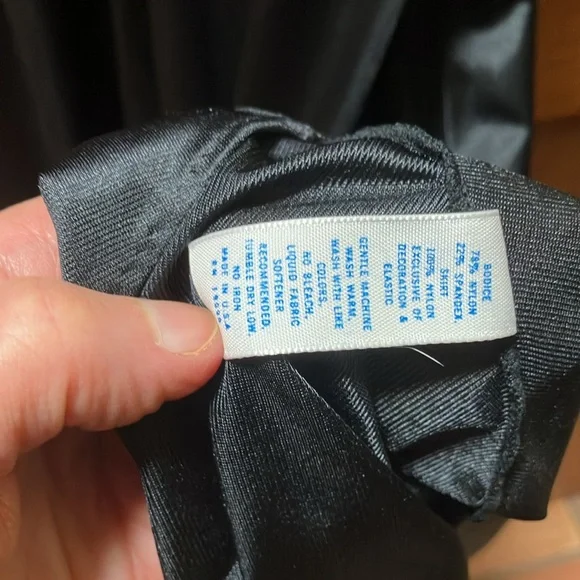 BODICE
78% NYLON
22% SPANDEX.
SKIRT
100% NYLON
EXCLUSIVE OF
DECORATION &
ELASTIC
GENTLE MACHINE
WASH WARM.
WASH WITH LIKE
COLORS.
NO BLEACH.
LIQUID FABRIC
SOFTENER
RECOMMENDED.
TUMBLE DRY LOW.
NO IRON
MADE IN U.S.A
RN